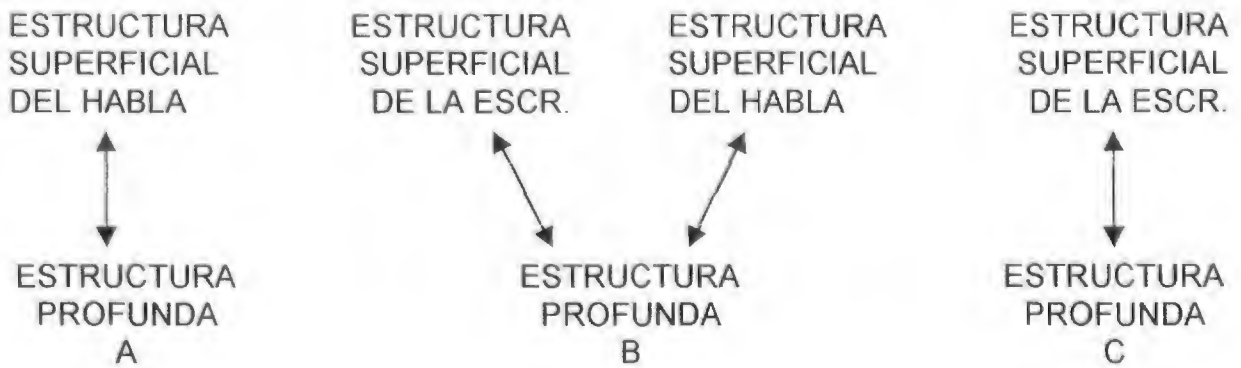 ESTRUCTURA
SUPERFICIAL
DEL HABLA
ESTRUCTURA
SUPERFICIAL
DE LA ESCR.
ESTRUCTURA
SUPERFICIAL
DEL HABLA
ESTRUCTURA
SUPERFICIAL
DE LA ESCR.
ESTRUCTURA
PROFUNDA
A
ESTRUCTURA
PROFUNDA
B
ESTRUCTURA
PROFUNDA
C